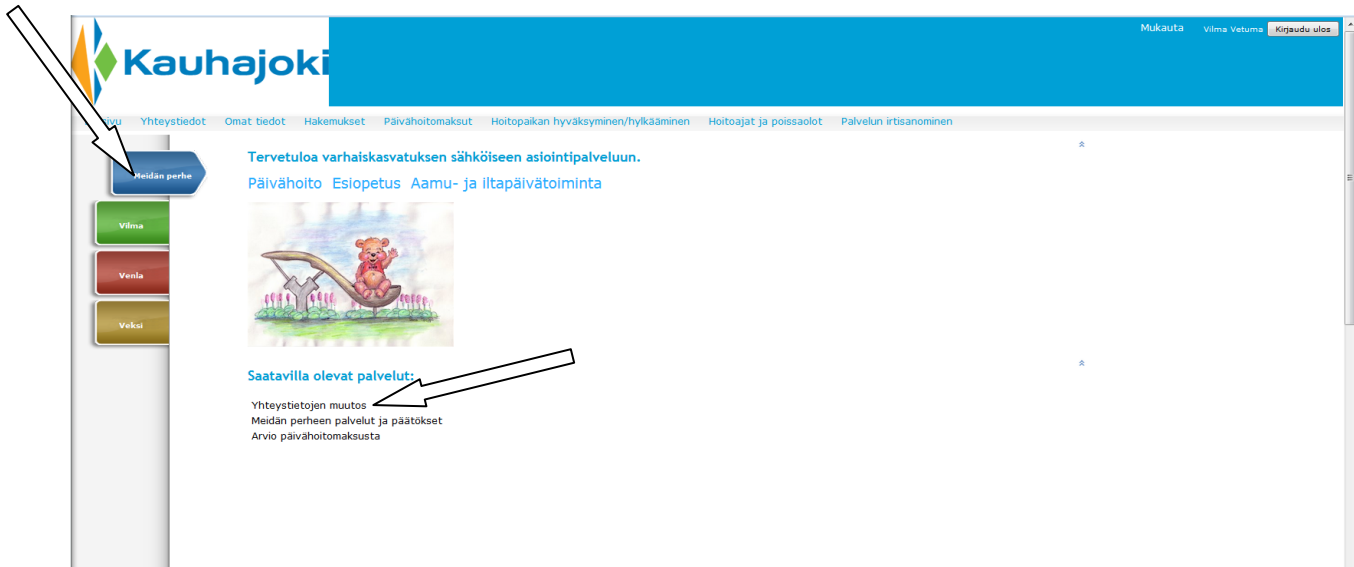 Mukauta Vilma Vetuma Kirjaudu ulos
Kauhajoki
Yhteystiedot Omat tiedot Hakemukset Päivähoitomaksut Hoitopaikan hyväksyminen/hylkääminen Hoitoajat ja poissaolot Palvelun irtisanominen
Meidän perhe
Vilma
Venla
Veksi
Tervetuloa varhaiskasvatuksen sähköiseen asiointipalveluun.
Päivähoito Esiopetus Aamu- ja iltapäivätoiminta
Saatavilla olevat palvelut:
Yhteystietojen muutos
Meidän perheen palvelut ja päätökset
Arvio päivähoitomaksusta